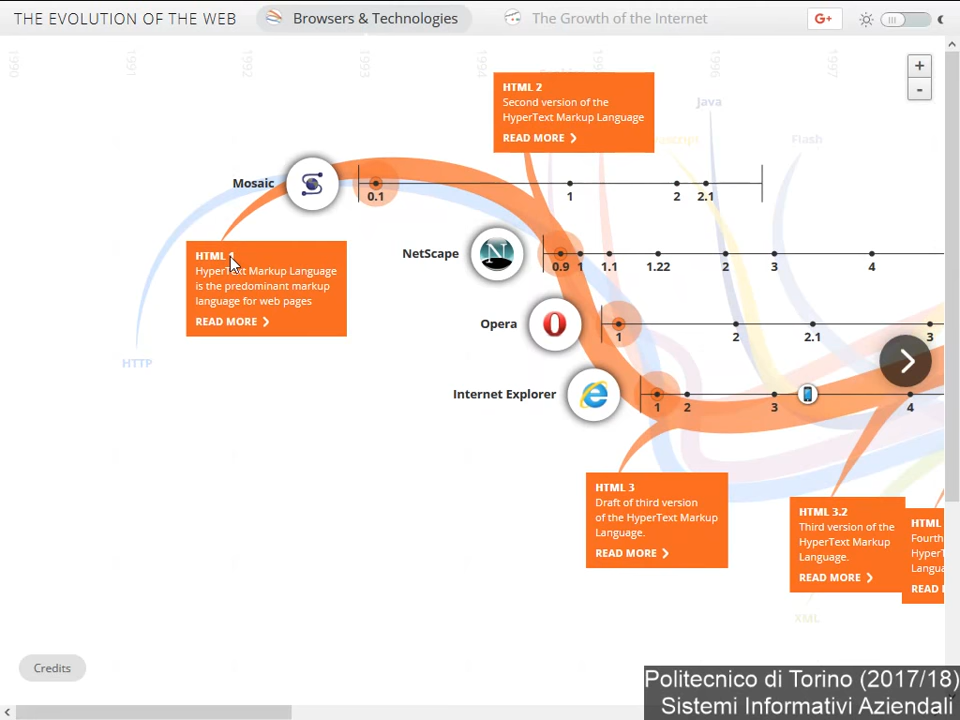 THE EVOLUTION OF THE WEB
Browsers & Technologies
The Growth of the Internet
G+
1990
1991
1992
1993
1994
1996
1997
+
-
HTML 2
Second version of the
HyperText Markup Language
READ MORE
Java
Flash
Mosaic
0.1
1
2
2.1
HTML
HyperText Markup Language
is the predominant markup
language for web pages
READ MORE
NetScape
0.9
1
1.1
1.22
2
3
4
Opera
1
2
2.1
3
HTTP
Internet Explorer
1
2
3
4
HTML 3
Draft of third version
of the HyperText Markup
Language.
READ MORE
HTML 3.2
Third version of the
HyperText Markup
Language.
READ MORE
HTML
Fourth
HyperT
Langua
READ
XML
Credits
Politecnico di Torino (2017/18)
Sistemi Informativi Aziendali